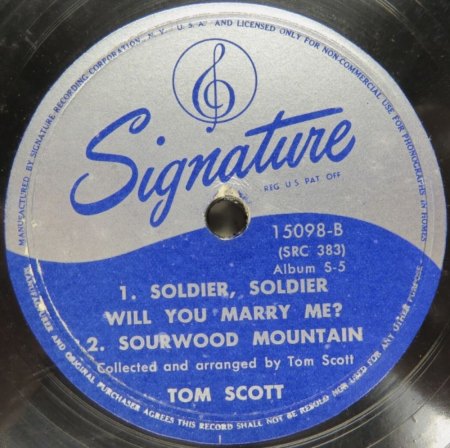 MANUFACTURED BY SIGNATURE RECORDING CORPORATION, N.Y. U.S.A. AND LICENSED ONLY FOR NON-COMMERCIAL USE FOR PHONOGRAPHS IN HOMES
Signature
REG U.S. PAT OFF
15098-B
(SRC 383)
Album S-5
1. SOLDIER, SOLDIER
WILL YOU MARRY ME?
2. SOURWOOD MOUNTAIN
Collected and arranged by Tom Scott
TOM SCOTT
MANUFACTURER AND ORIGINAL PURCHASER AGREES THIS RECORD SHALL NOT BE RESOLD NOR USED FOR ANY OTHER PURPOSE
1